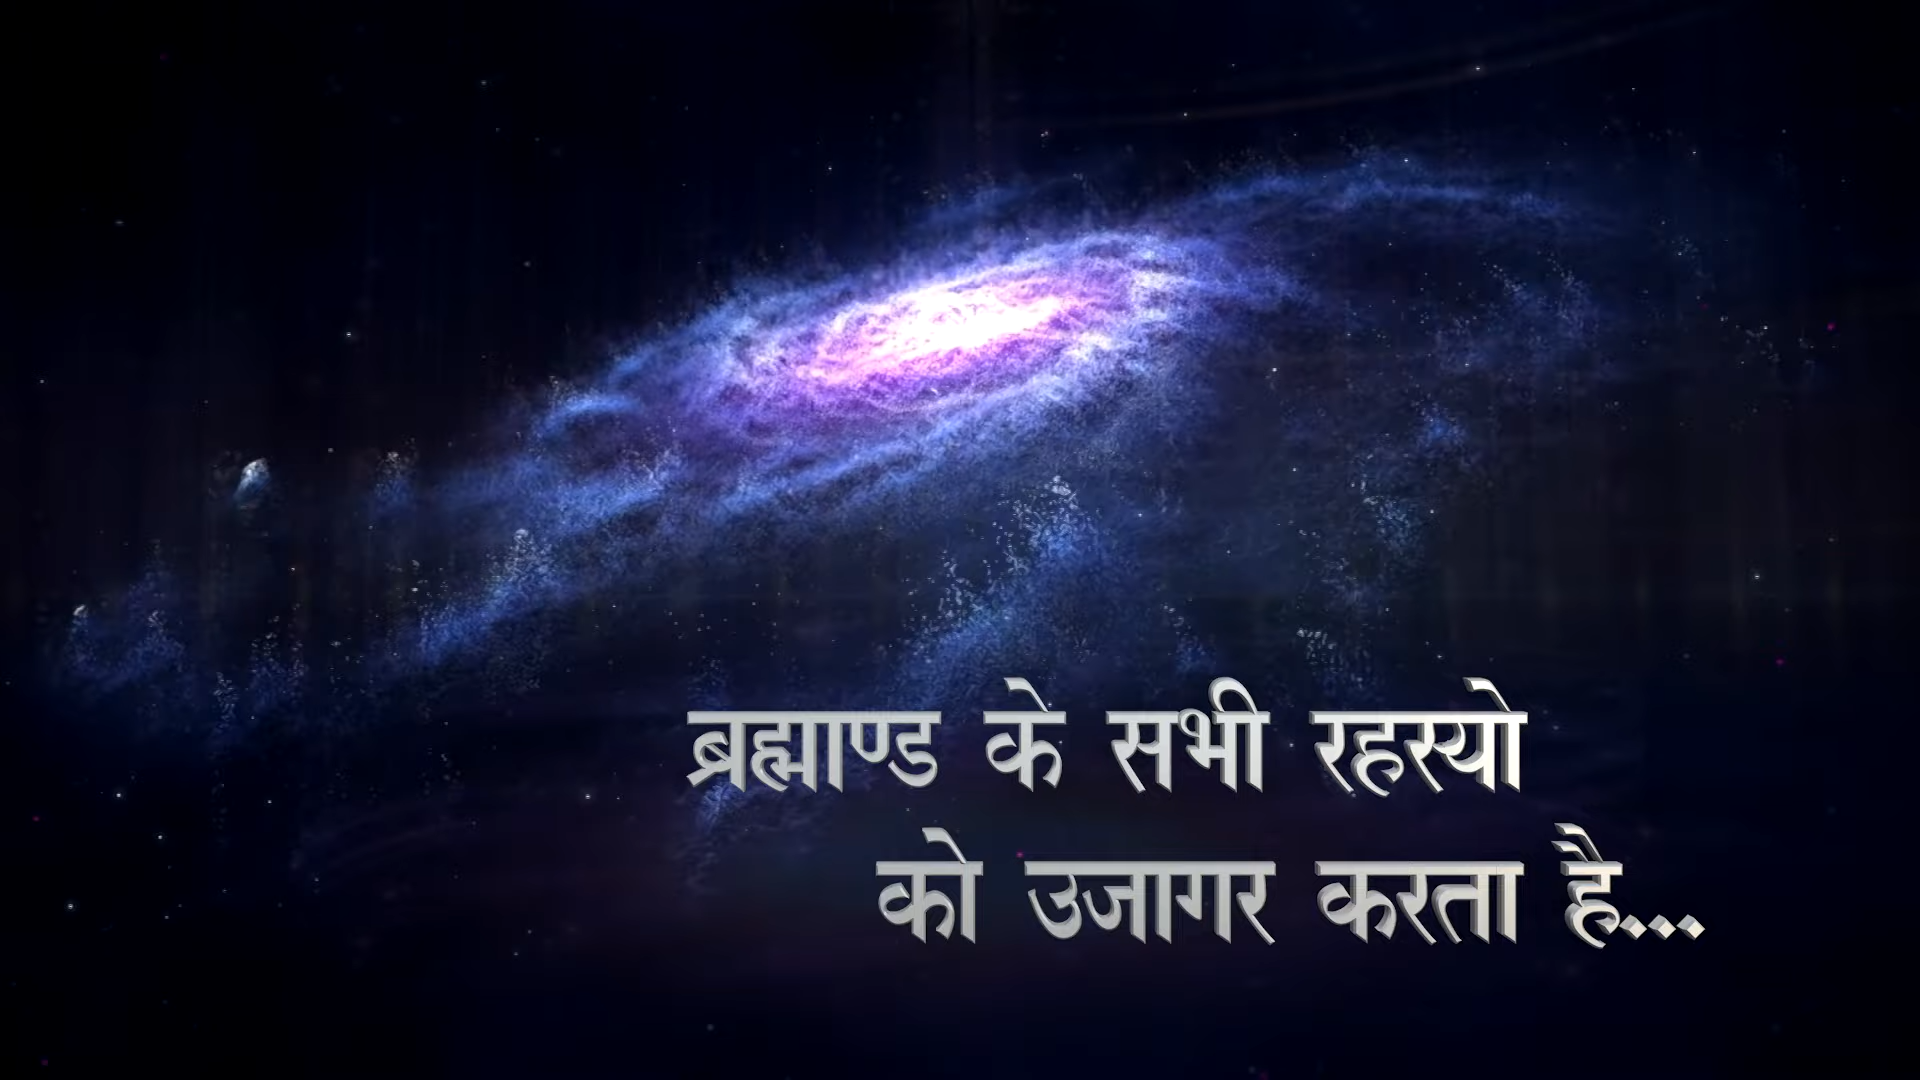 ब्रह्माण्ड के सभी रहस्यो
को उजागर करता है...